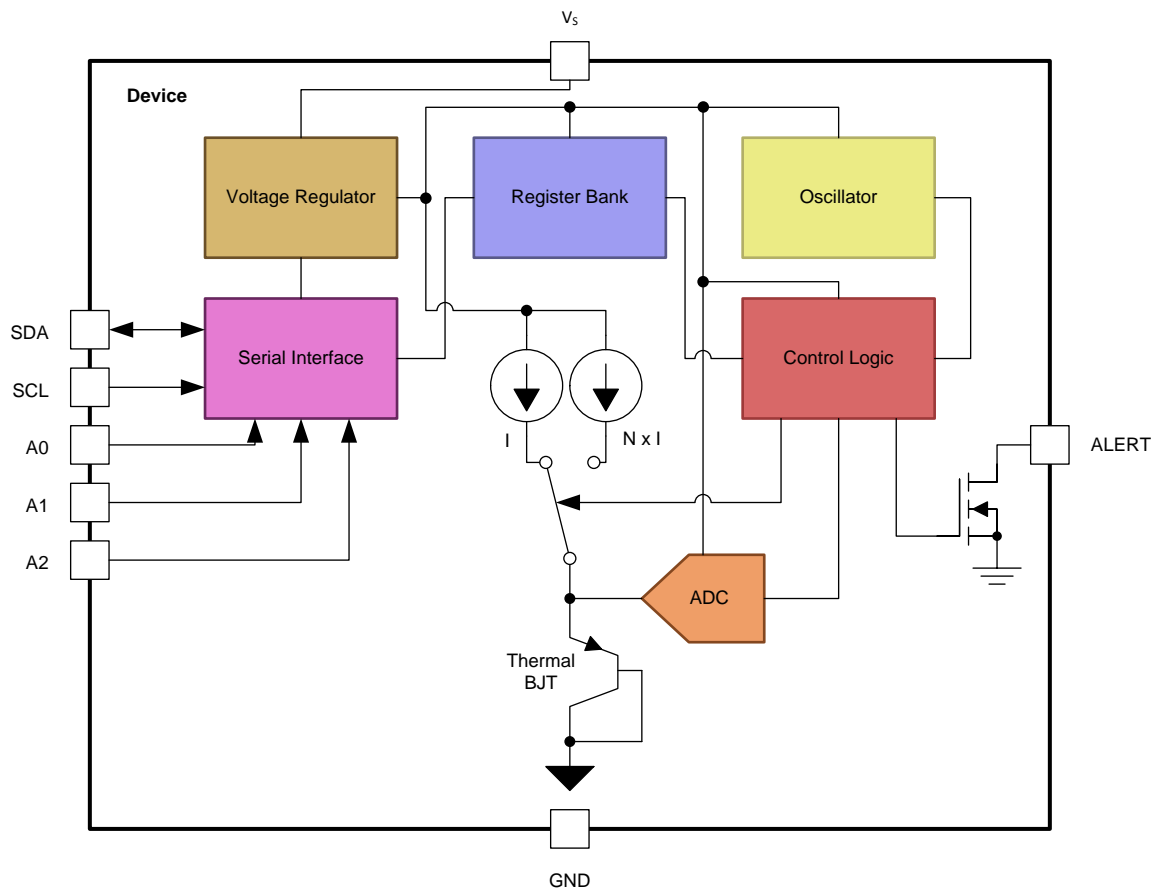 VS
Device
Voltage Regulator
Register Bank
Oscillator
SDA
Serial Interface
Control Logic
SCL
A0
I
N x I
ALERT
A1
A2
ADC
Thermal
BJT
GND